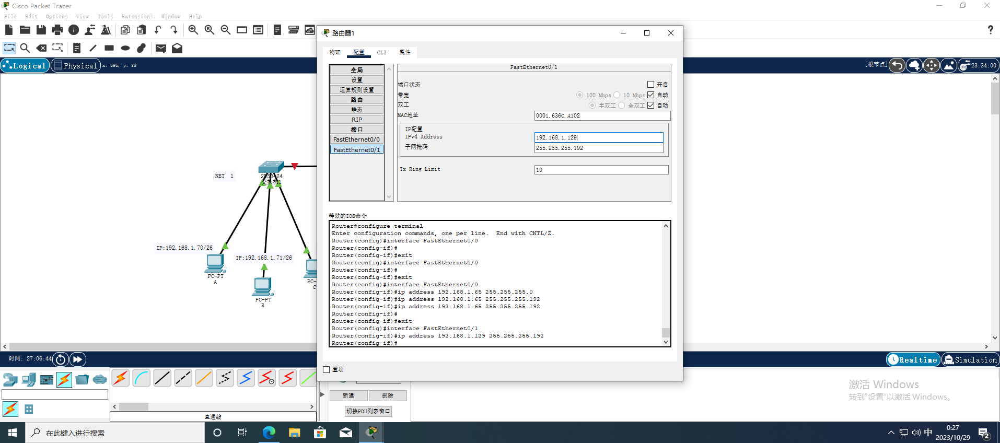 Cisco Packet Tracer
File Edit Options View Tools Extensions Window Help
Logical Physical x: 595, y: 38
[根节点] 23:34:00
NET 1
2950-24
交换机1
IP:192.168.1.70/26
IP:192.168.1.71/26
PC-PT
A
PC-PT
B
PC-
C
路由器1
物理 配置 CLI 属性
全局
设置
运算规则设置
路由
静态
RIP
接口
FastEthernet0/0
FastEthernet0/1
FastEthernet0/1
端口状态 开启
带宽 100 Mbps 10 Mbps 自动
双工 半双工 全双工 自动
MAC地址 0001.636C.A102
IP配置
IPv4 Address 192.168.1.129
子网掩码 255.255.255.192
Tx Ring Limit 10
等效的IOS命令
Router#configure terminal
Enter configuration commands, one per line.  End with CNTL/Z.
Router(config)#interface FastEthernet0/0
Router(config-if)#
Router(config-if)#exit
Router(config)#interface FastEthernet0/0
Router(config-if)#
Router(config-if)#exit
Router(config)#interface FastEthernet0/0
Router(config-if)#ip address 192.168.1.65 255.255.255.0
Router(config-if)#ip address 192.168.1.65 255.255.255.192
Router(config-if)#ip address 192.168.1.65 255.255.255.192
Router(config-if)#
Router(config-if)#exit
Router(config)#interface FastEthernet0/1
Router(config-if)#ip address 192.168.1.129 255.255.255.192
Router(config-if)#
置顶
时间: 27:06:44
Realtime Simulation
直通线
新建 删除
切换PDU列表窗口
激活 Windows
转到"设置"以激活 Windows。
在此键入进行搜索
中
0:27
2023/10/29
2